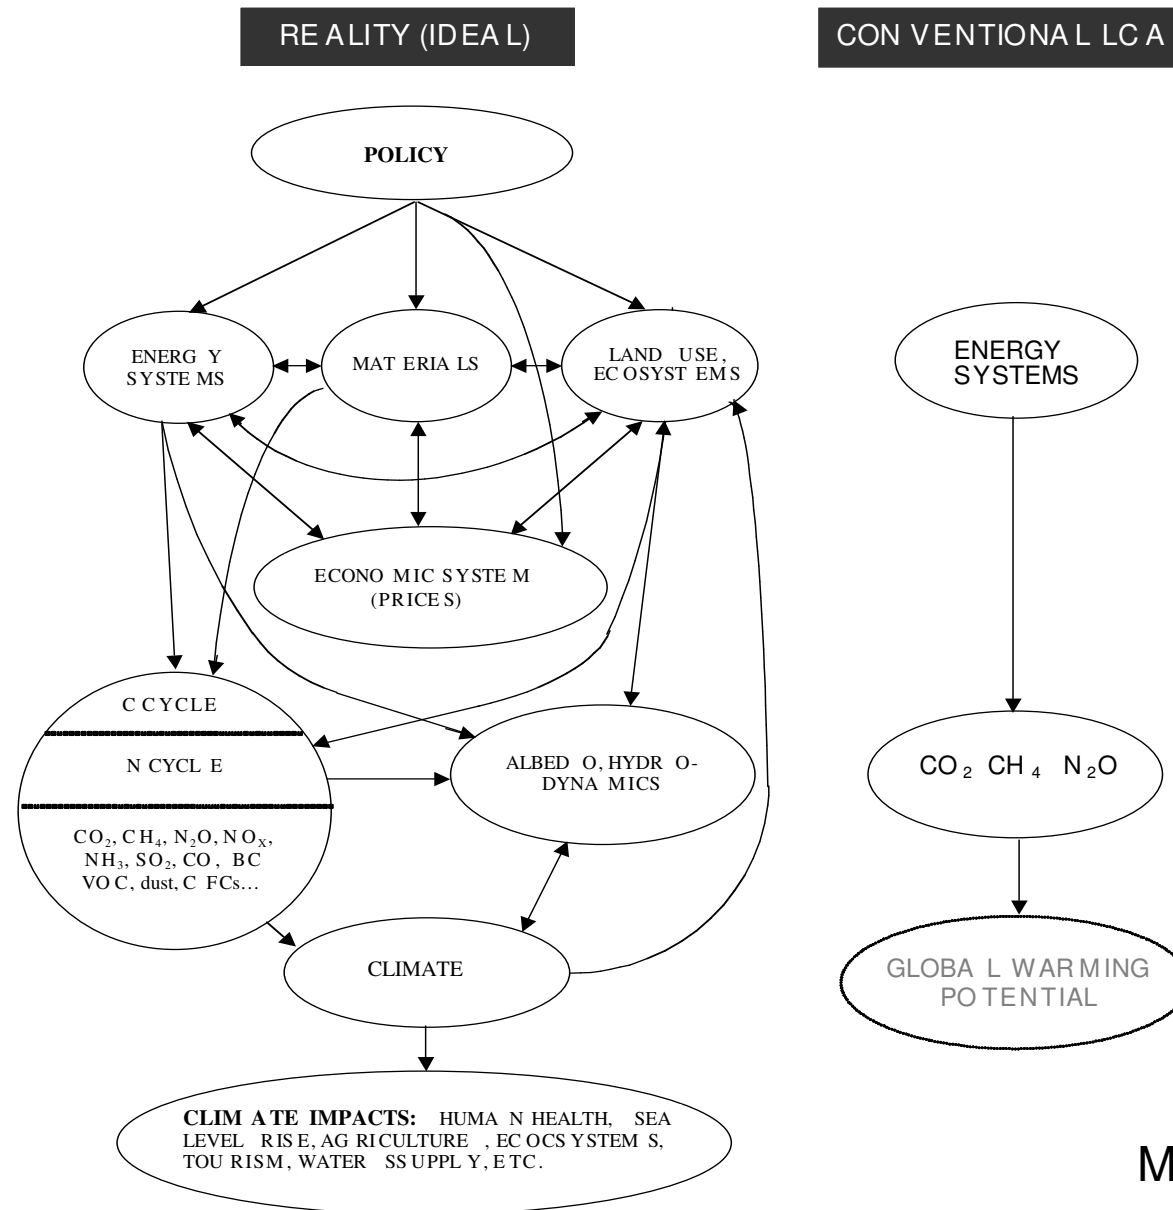 REALITY (IDEAL)
CONVENTIONAL LCA
POLICY
ENERGY
SYSTEMS
MATERIALS
LAND USE,
ECOSYSTEMS
ENERGY
SYSTEMS
ECONOMIC SYSTEM
(PRICES)
C CYCLE
N CYCLE
CO₂, CH₄, N₂O, NOₓ,
NH₃, SO₂, CO, BC
VOC, dust, CFCs...
ALBEDO, HYDRO-
DYNAMICS
CO₂ CH₄ N₂O
CLIMATE
GLOBAL WARMING
POTENTIAL
CLIMATE IMPACTS: HUMAN HEALTH, SEA
LEVEL RISE, AGRICULTURE, ECOCSYSTEMS,
TOURISM, WATER SSUPPLY, ETC.
M